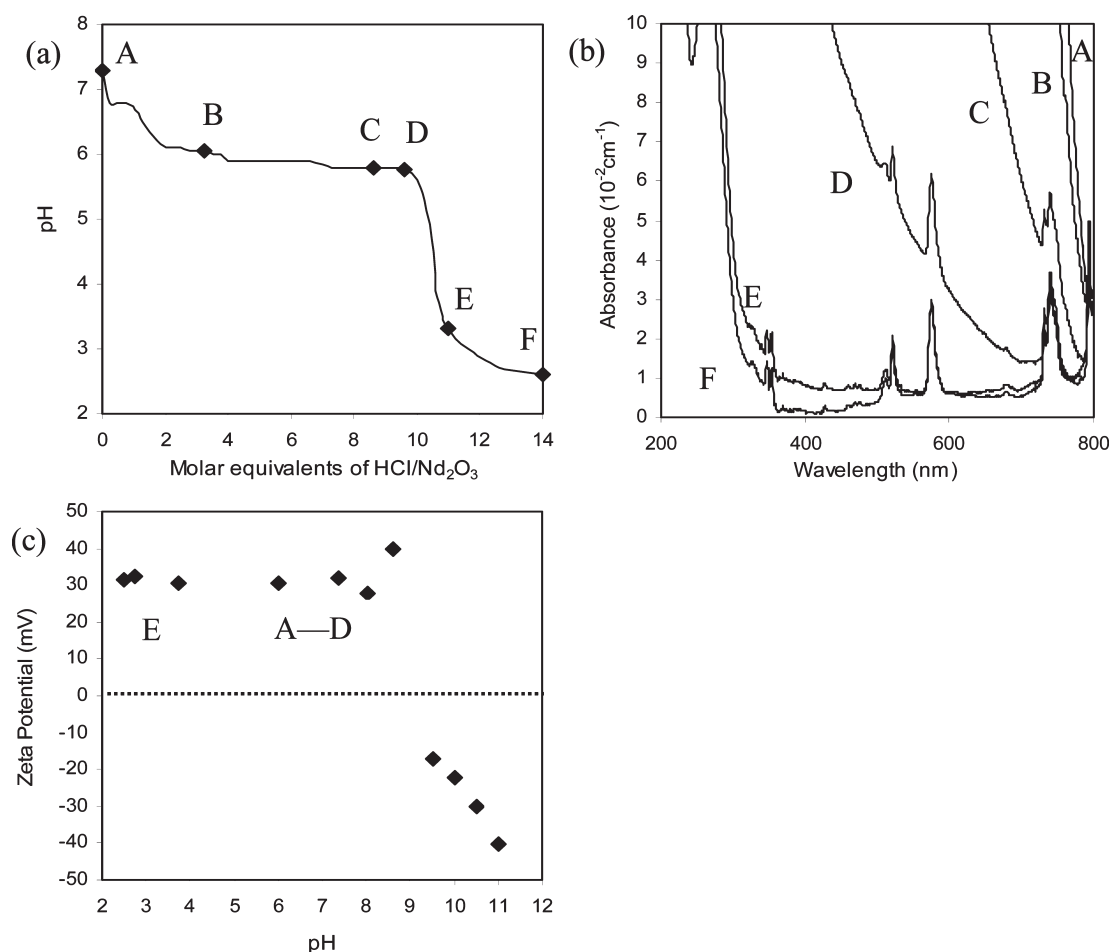 (a)
8
7
6
5
4
3
2
pH
A
B
C
D
E
F
0
2
4
6
8
10
12
14
Molar equivalents of HCl/Nd₂O₃
(b)
10
9
8
7
6
5
4
3
2
1
0
Absorbance (10⁻²cm⁻¹)
A
B
C
D
E
F
200
400
600
800
Wavelength (nm)
(c)
50
40
30
20
10
0
-10
-20
-30
-40
-50
Zeta Potential (mV)
E
A—D
2
3
4
5
6
7
8
9
10
11
12
pH